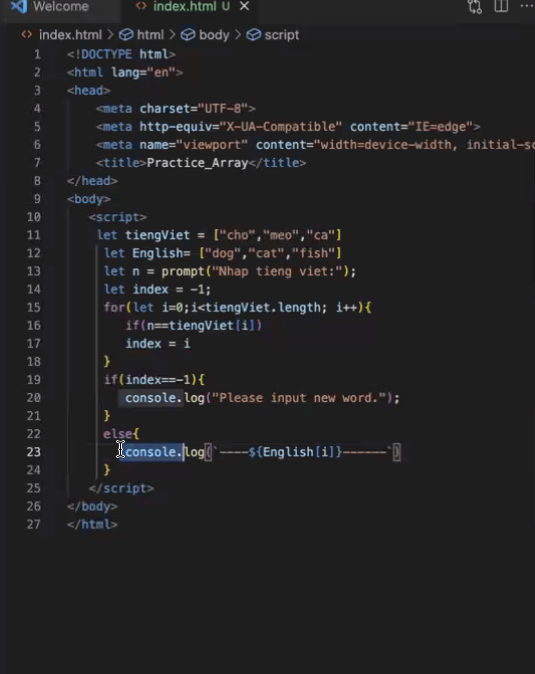 Welcome
index.html U
index.html > html > body > script
1 <!DOCTYPE html>
2 <html lang="en">
3 <head>
4 <meta charset="UTF-8">
5 <meta http-equiv="X-UA-Compatible" content="IE=edge">
6 <meta name="viewport" content="width=device-width, initial-sc
7 <title>Practice_Array</title>
8 </head>
9 <body>
10 <script>
11 let tiengViet = ["cho","meo","ca"]
12 let English= ["dog","cat","fish"]
13 let n = prompt("Nhap tieng viet:");
14 let index = -1;
15 for(let i=0;i<tiengViet.length; i++){
16 if(n==tiengViet[i])
17 index = i
18 }
19 if(index==-1){
20 console.log("Please input new word.");
21 }
22 else{
23 console.log(`----${English[i]}------`)
24 }
25 </script>
26 </body>
27 </html>